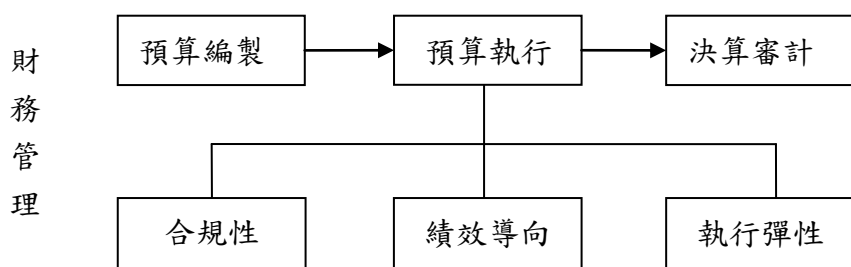 財務管理
預算編製
預算執行
決算審計
合規性
績效導向
執行彈性